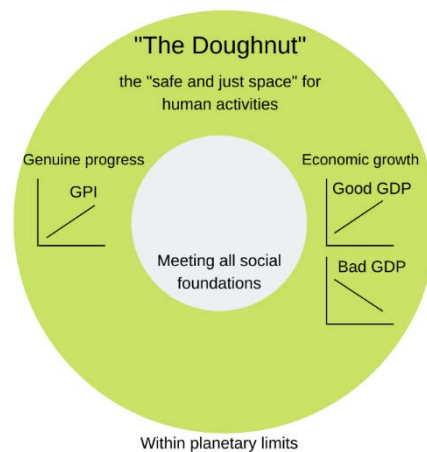 "The Doughnut"
the "safe and just space" for
human activities
Genuine progress
GPI
Economic growth
Good GDP
Bad GDP
Meeting all social
foundations
Within planetary limits